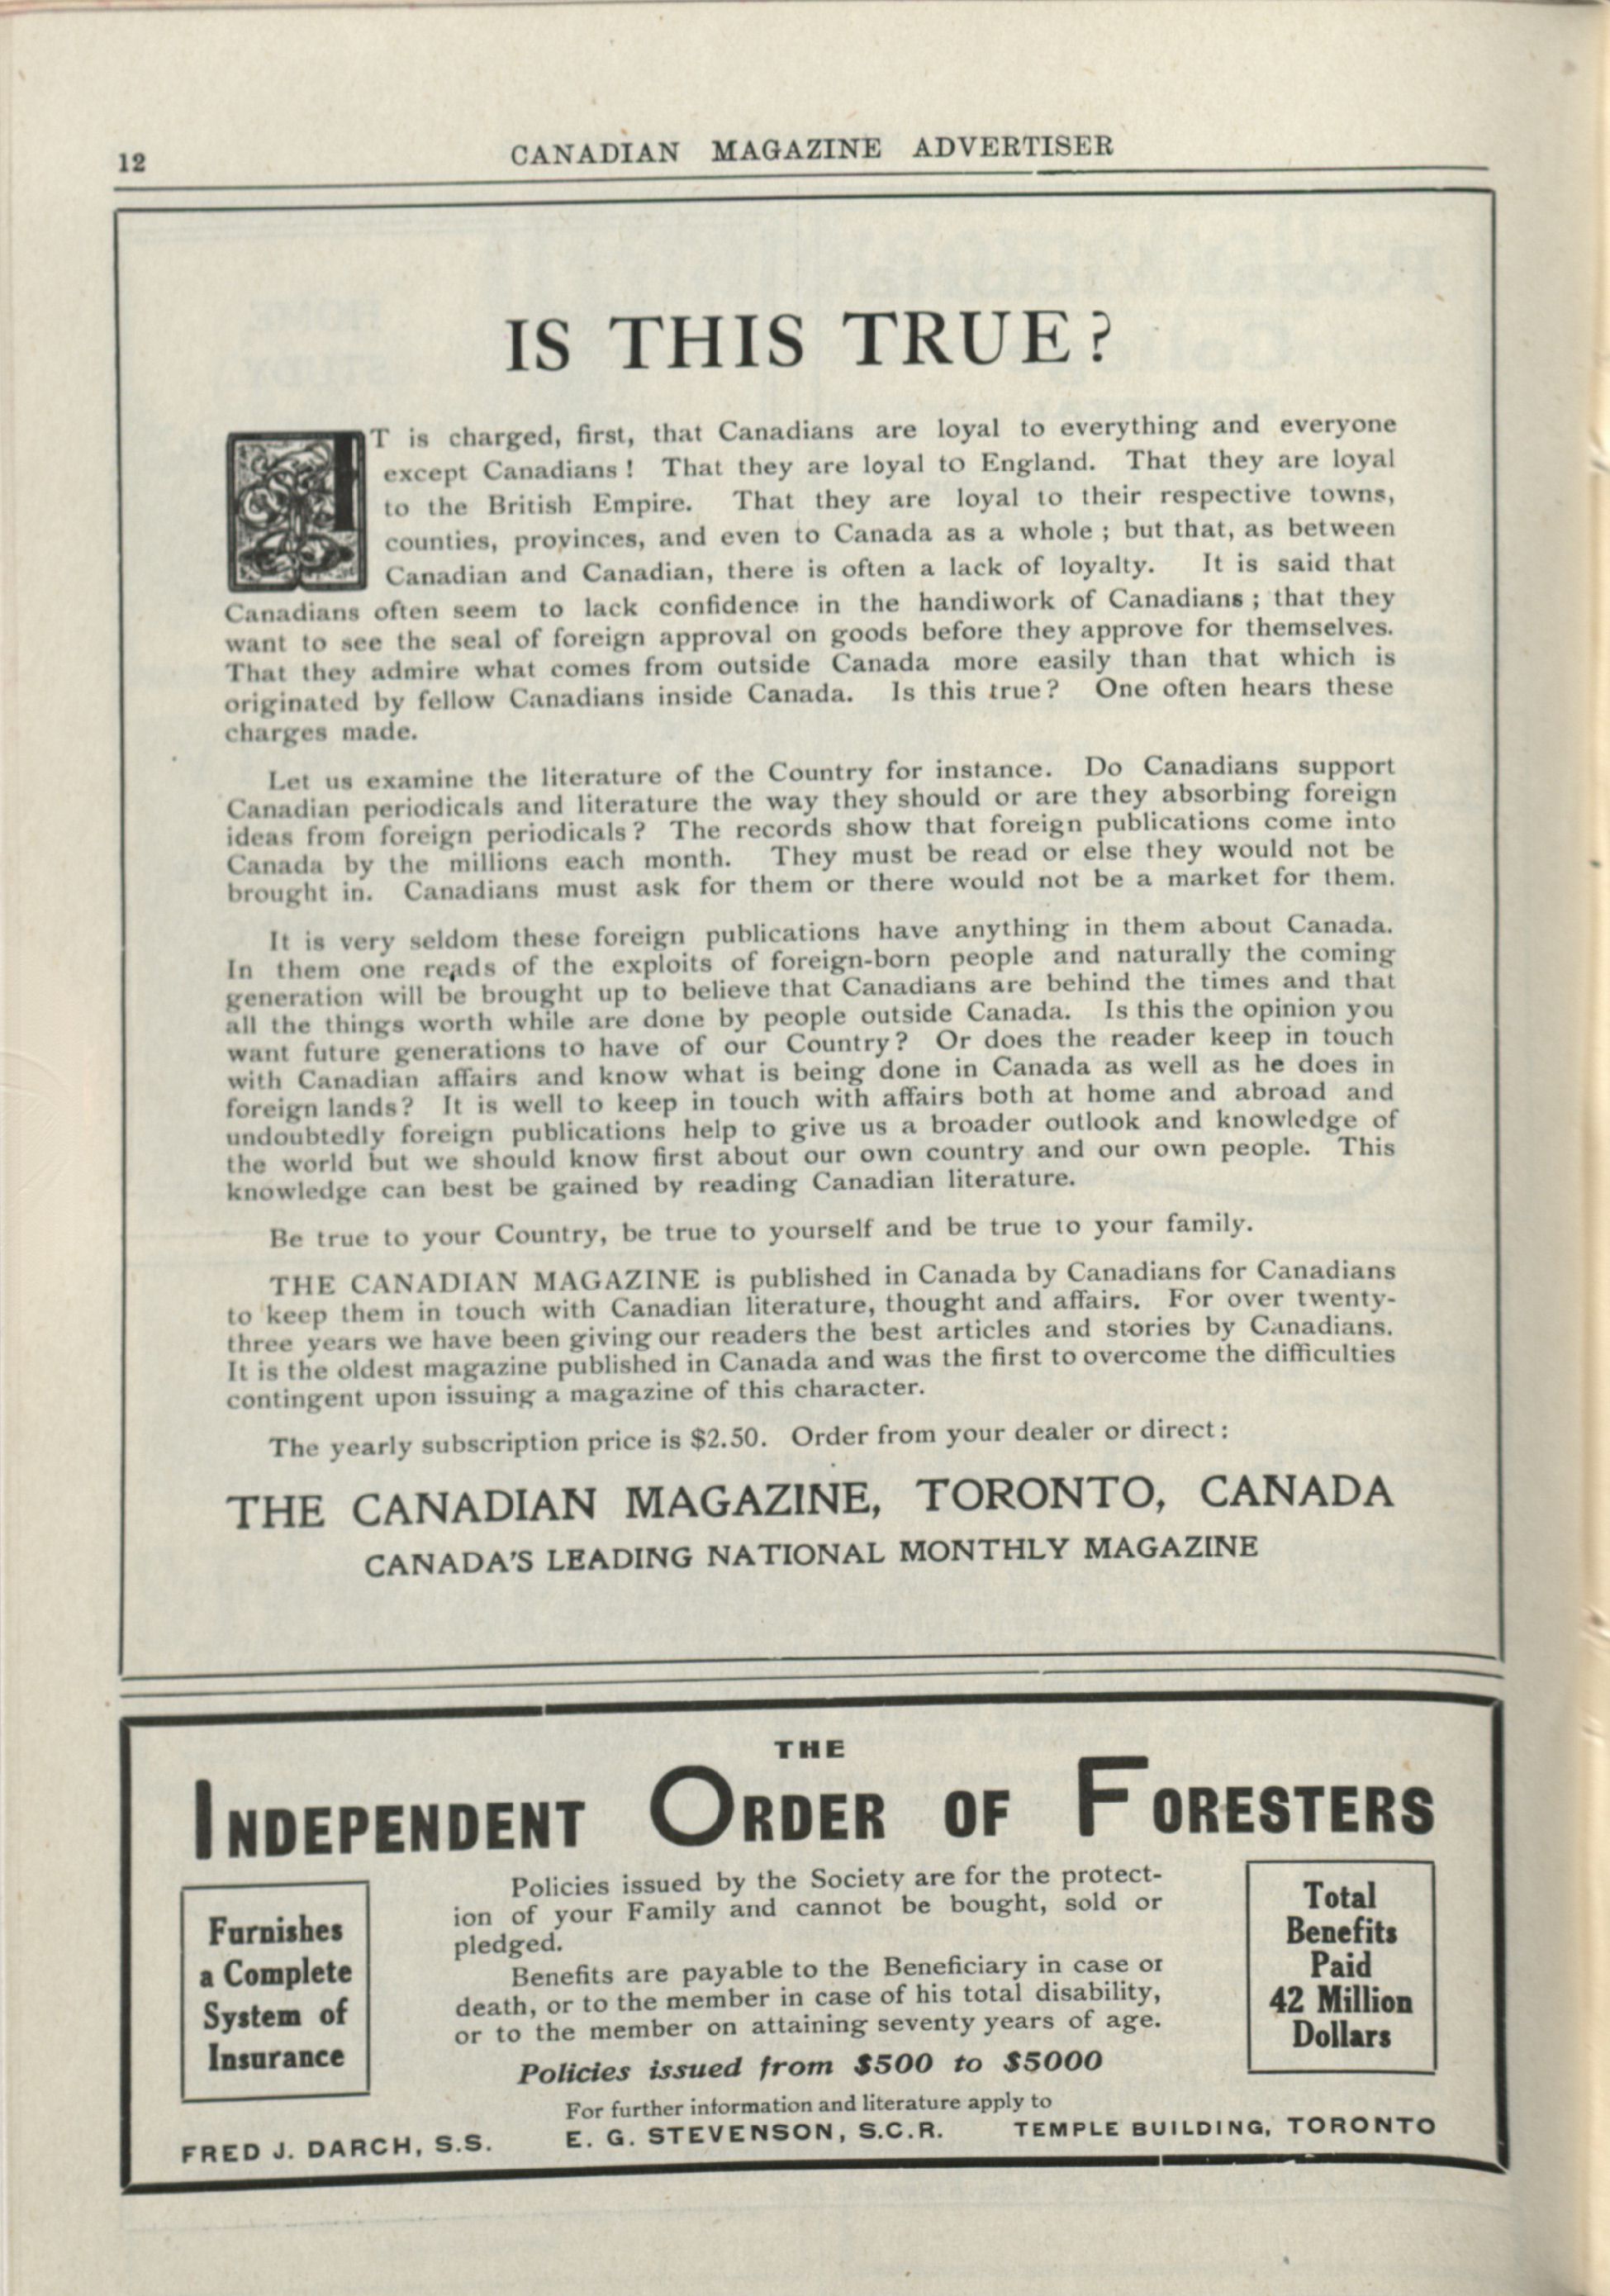 12
CANADIAN MAGAZINE ADVERTISER
IS THIS TRUE?
IT is charged, first, that Canadians are loyal to everything and everyone
except Canadians! That they are loyal to England. That they are loyal
to the British Empire. That they are loyal to their respective towns,
counties, provinces, and even to Canada as a whole; but that, as between
Canadian and Canadian, there is often a lack of loyalty. It is said that
Canadians often seem to lack confidence in the handiwork of Canadians; that they
want to see the seal of foreign approval on goods before they approve for themselves.
That they admire what comes from outside Canada more easily than that which is
originated by fellow Canadians inside Canada. Is this true? One often hears these
charges made.
Let us examine the literature of the Country for instance. Do Canadians support
Canadian periodicals and literature the way they should or are they absorbing foreign
ideas from foreign periodicals? The records show that foreign publications come into
Canada by the millions each month. They must be read or else they would not be
brought in. Canadians must ask for them or there would not be a market for them.
It is very seldom these foreign publications have anything in them about Canada.
In them one reads of the exploits of foreign-born people and naturally the coming
generation will be brought up to believe that Canadians are behind the times and that
all the things worth while are done by people outside Canada. Is this the opinion you
want future generations to have of our Country? Or does the reader keep in touch
with Canadian affairs and know what is being done in Canada as well as he does in
foreign lands? It is well to keep in touch with affairs both at home and abroad and
undoubtedly foreign publications help to give us a broader outlook and knowledge of
the world but we should know first about our own country and our own people. This
knowledge can best be gained by reading Canadian literature.
Be true to your Country, be true to yourself and be true to your family.
THE CANADIAN MAGAZINE is published in Canada by Canadians for Canadians
to keep them in touch with Canadian literature, thought and affairs. For over twenty-
three years we have been giving our readers the best articles and stories by Canadians.
It is the oldest magazine published in Canada and was the first to overcome the difficulties
contingent upon issuing a magazine of this character.
The yearly subscription price is $2.50. Order from your dealer or direct:
THE CANADIAN MAGAZINE, TORONTO, CANADA
CANADA'S LEADING NATIONAL MONTHLY MAGAZINE
THE
INDEPENDENT ORDER OF FORESTERS
Furnishes
a Complete
System of
Insurance
Policies issued by the Society are for the protect-
ion of your Family and cannot be bought, sold or
pledged.
Benefits are payable to the Beneficiary in case of
death, or to the member in case of his total disability,
or to the member on attaining seventy years of age.
Policies issued from $500 to $5000
For further information and literature apply to
Total
Benefits
Paid
42 Million
Dollars
FRED J. DARCH, S.S. E. G. STEVENSON, S.C.R. TEMPLE BUILDING, TORONTO